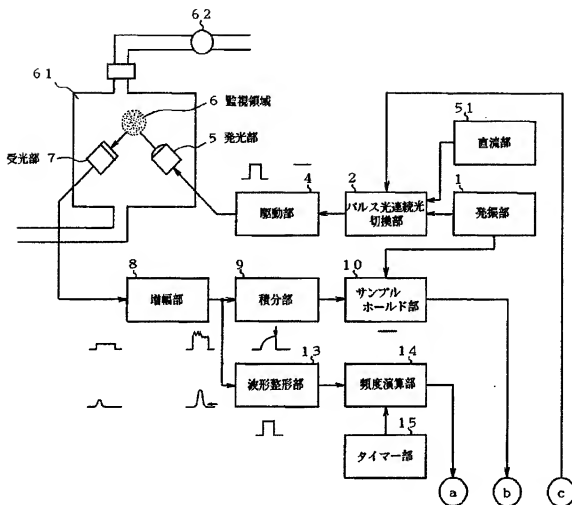 62
61
6 監視領域
5 発光部
受光部 7
51
直流部
1
発振部
2
パルス光連続光
切換部
4
駆動部
8
増幅部
9
積分部
10
サンプル
ホールド部
13
波形整形部
14
頻度演算部
15
タイマー部
a
b
c